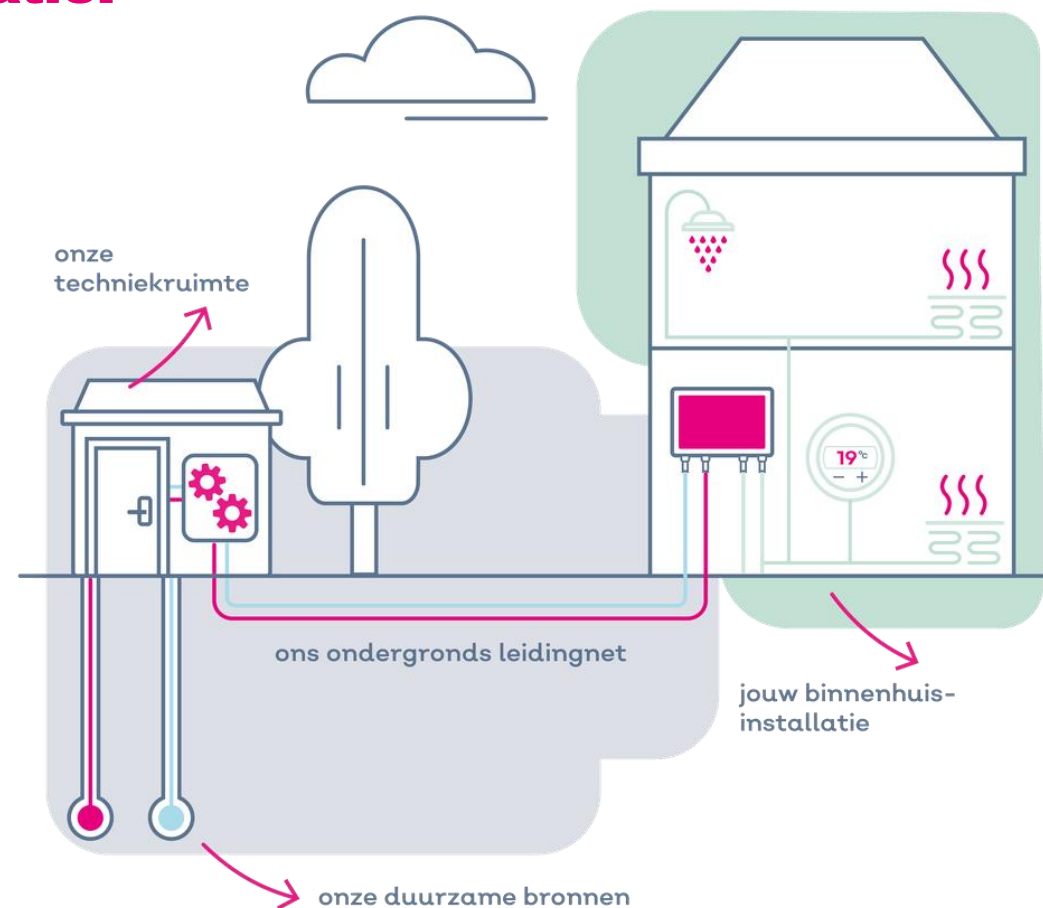 onze
techniekruimte
19°C
- +
ons ondergronds leidingnet
jouw binnenhuis-
installatie
onze duurzame bronnen